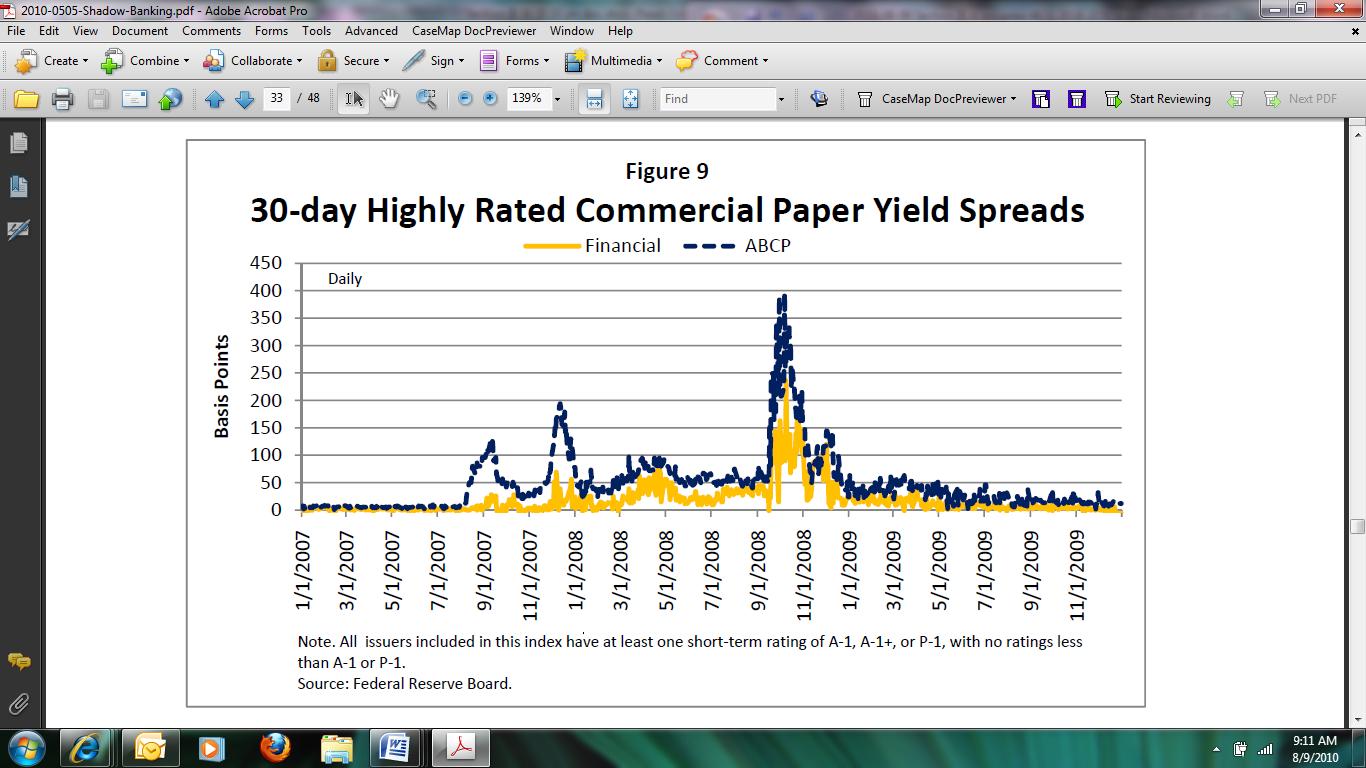 2010-0505-Shadow-Banking.pdf - Adobe Acrobat Pro
File Edit View Document Comments Forms Tools Advanced CaseMap DocPreviewer Window Help
Create Combine Collaborate Secure Sign Forms Multimedia Comment
33 / 48 139% Find CaseMap DocPreviewer Start Reviewing Next PDF
Figure 9
30-day Highly Rated Commercial Paper Yield Spreads
Financial ABCP
Daily
Basis Points
450
400
350
300
250
200
150
100
50
0
1/1/2007
3/1/2007
5/1/2007
7/1/2007
9/1/2007
11/1/2007
1/1/2008
3/1/2008
5/1/2008
7/1/2008
9/1/2008
11/1/2008
1/1/2009
3/1/2009
5/1/2009
7/1/2009
9/1/2009
11/1/2009
Note. All issuers included in this index have at least one short-term rating of A-1, A-1+, or P-1, with no ratings less
than A-1 or P-1.
Source: Federal Reserve Board.
9:11 AM
8/9/2010